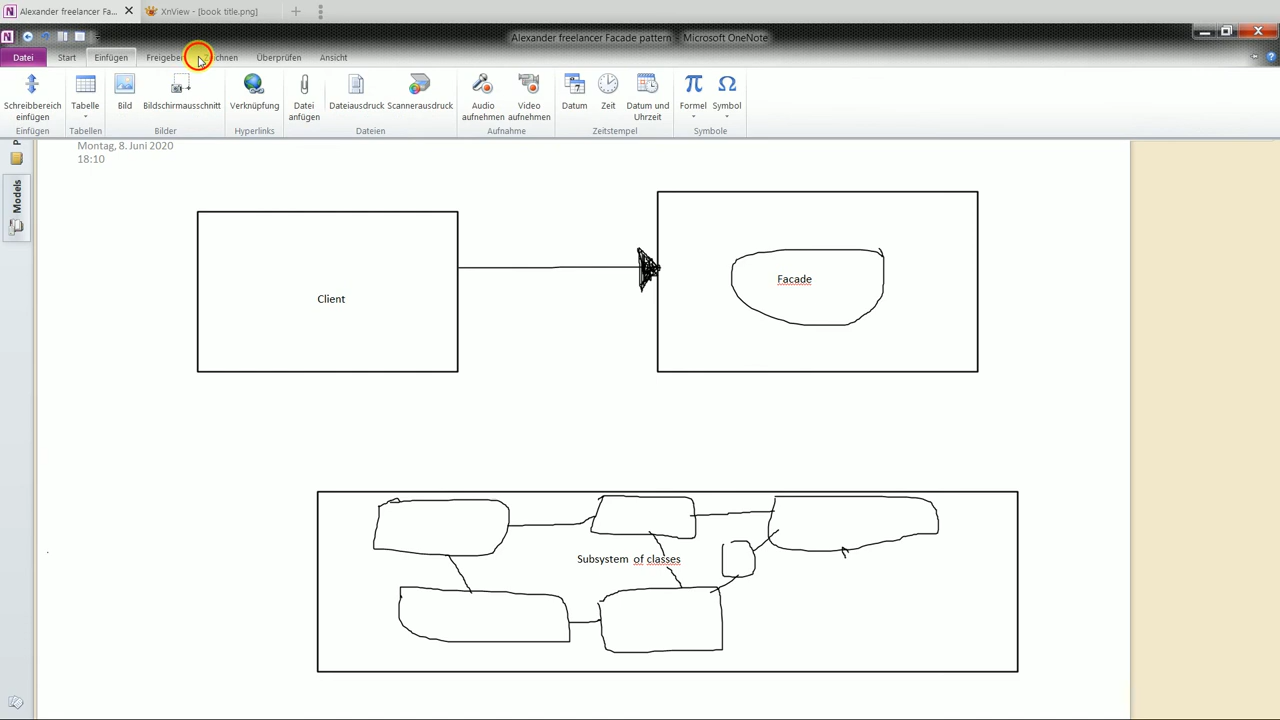 Alexander freelancer Fa...
XnView - [book title.png]
Alexander freelancer Facade pattern - Microsoft OneNote
Datei Start Einfügen Freigeben Zeichnen Überprüfen Ansicht
Schreibbereich einfügen
Tabelle
Bild
Bildschirmausschnitt
Verknüpfung
Datei anfügen
Dateiausdruck
Scannerausdruck
Audio aufnehmen
Video aufnehmen
Datum
Zeit
Datum und Uhrzeit
Formel
Symbol
Einfügen Tabellen Bilder Hyperlinks Dateien Aufnahme Zeitstempel Symbole
Montag, 8. Juni 2020
18:10
Models
Client
Facade
Subsystem of classes